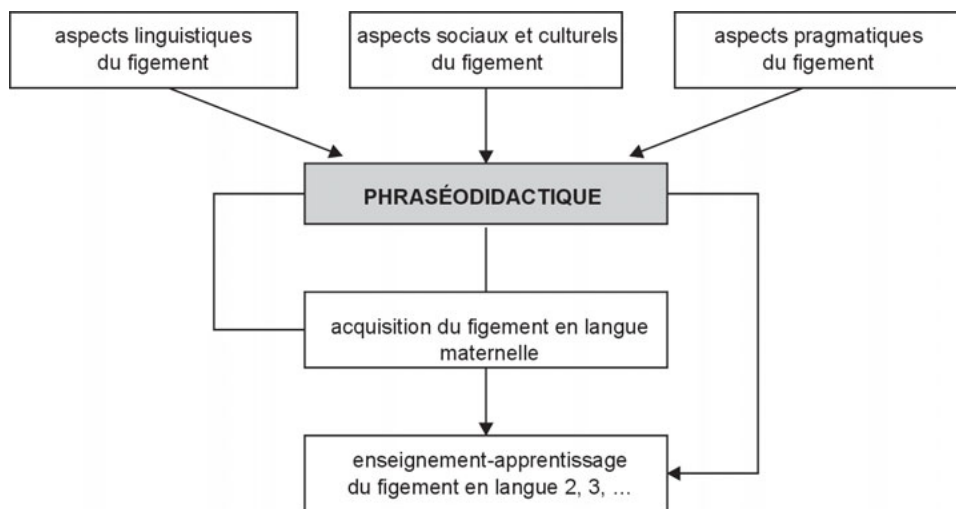 aspects linguistiques
du figement
aspects sociaux et culturels
du figement
aspects pragmatiques
du figement
PHRASÉODIDACTIQUE
acquisition du figement en langue
maternelle
enseignement-apprentissage
du figement en langue 2, 3, ...